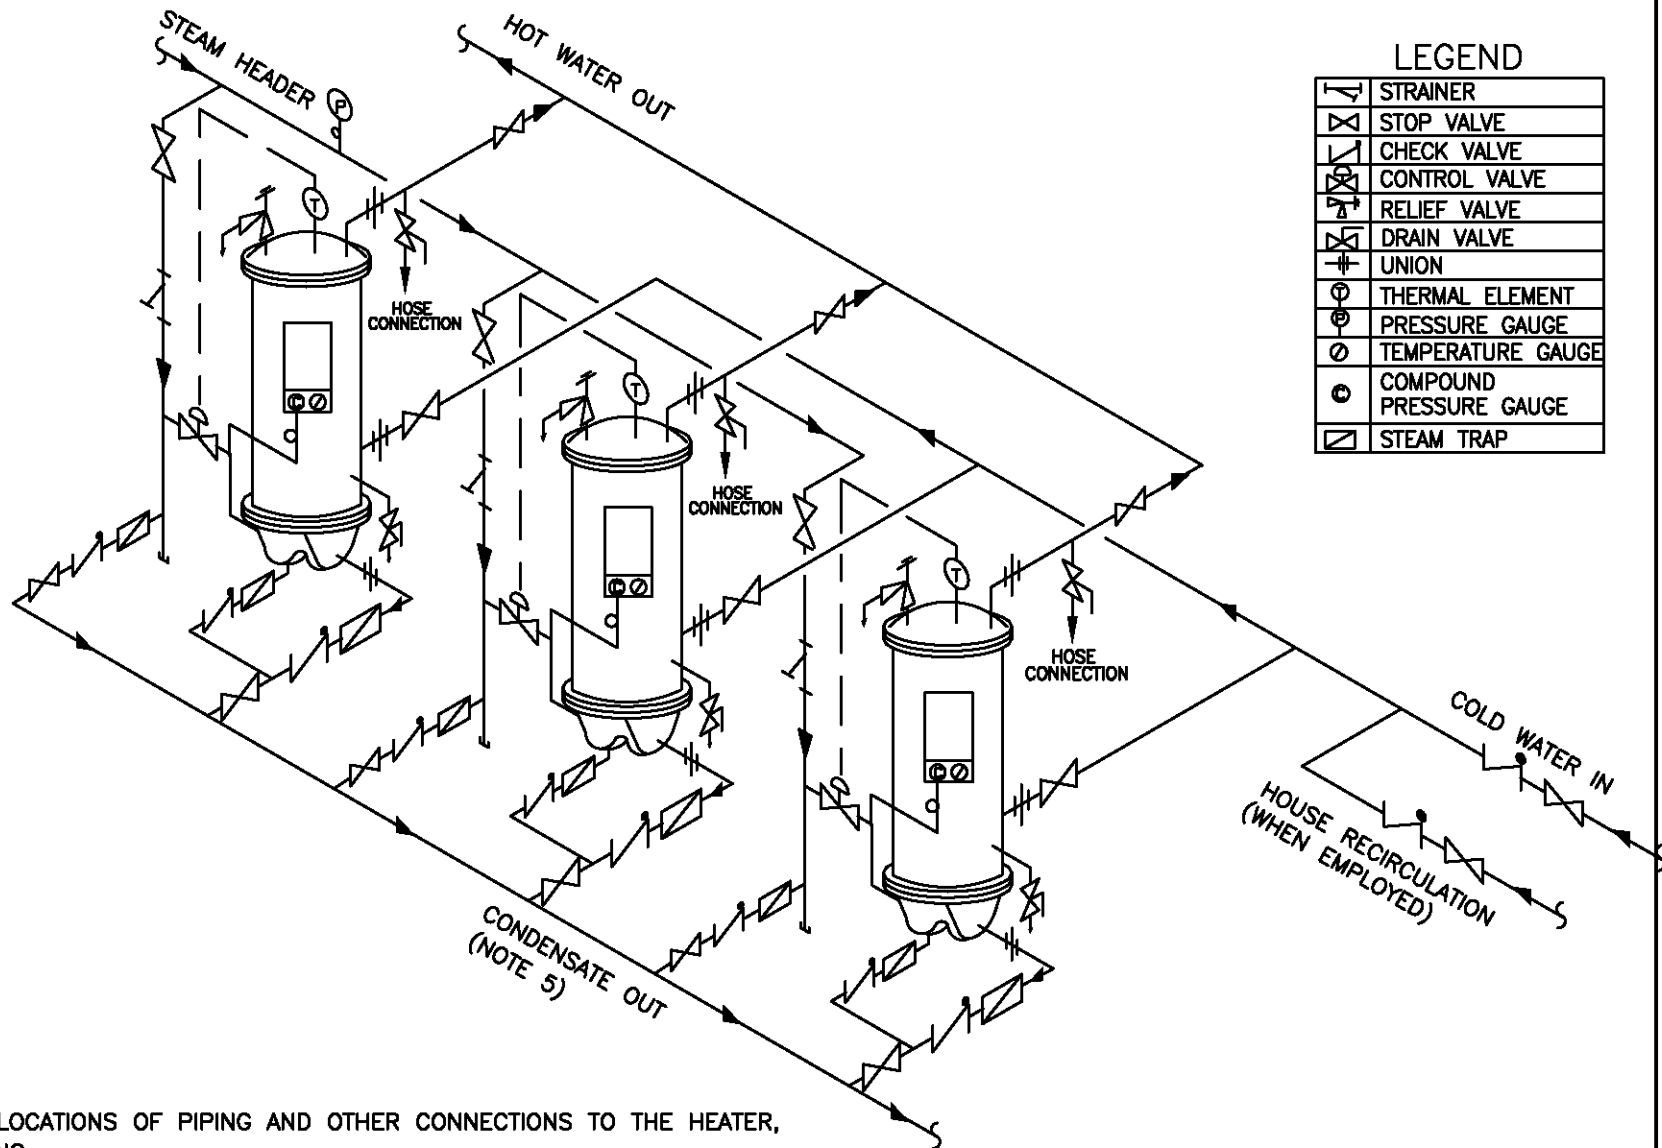 STEAM HEADER
P
HOT WATER OUT
LEGEND
STRAINER
STOP VALVE
CHECK VALVE
CONTROL VALVE
RELIEF VALVE
DRAIN VALVE
UNION
T THERMAL ELEMENT
P PRESSURE GAUGE
TEMPERATURE GAUGE
C COMPOUND
PRESSURE GAUGE
STEAM TRAP
T
HOSE
CONNECTION
C
T
HOSE
CONNECTION
C
T
HOSE
CONNECTION
C
COLD WATER IN
HOUSE RECIRCULATION
(WHEN EMPLOYED)
CONDENSATE OUT
(NOTE 5)
LOCATIONS OF PIPING AND OTHER CONNECTIONS TO THE HEATER,